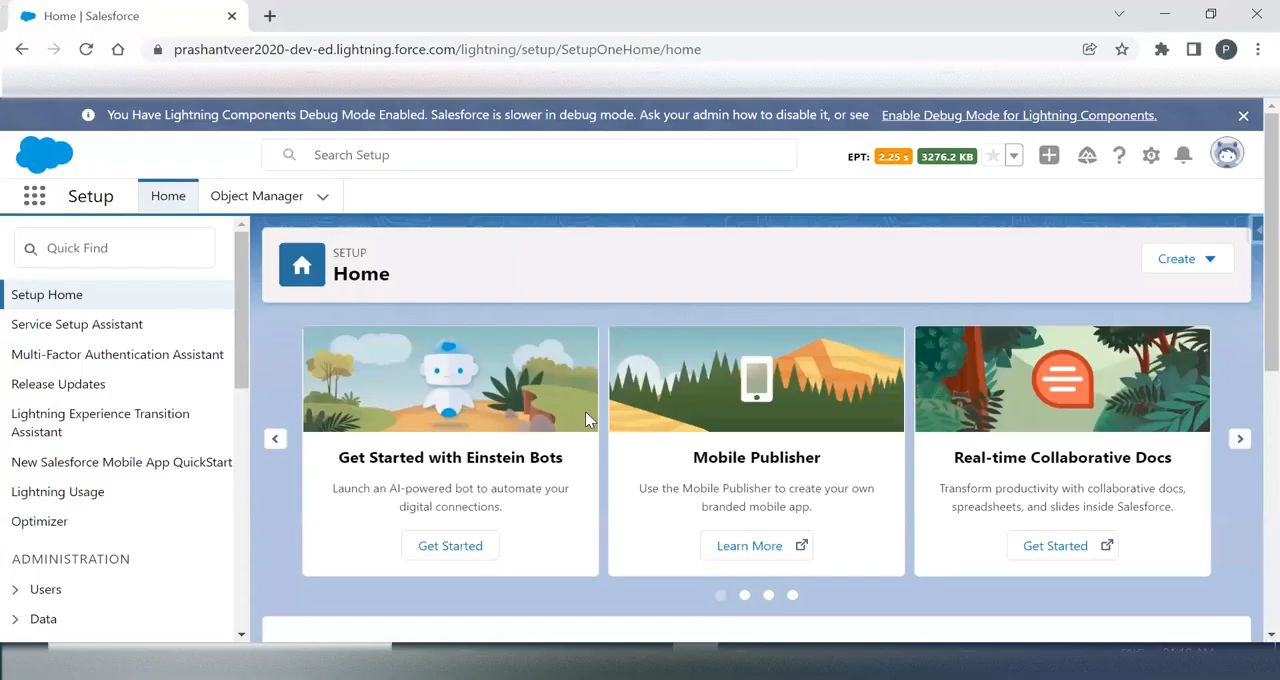 Home | Salesforce
prashantveer2020-dev-ed.lightning.force.com/lightning/setup/SetupOneHome/home
P
You Have Lightning Components Debug Mode Enabled. Salesforce is slower in debug mode. Ask your admin how to disable it, or see Enable Debug Mode for Lightning Components.
Search Setup
EPT: 2.25 s 3276.2 KB
Setup
Home
Object Manager
Quick Find
SETUP
Home
Create
Setup Home
Service Setup Assistant
Multi-Factor Authentication Assistant
Release Updates
Lightning Experience Transition
Assistant
New Salesforce Mobile App QuickStart
Lightning Usage
Optimizer
ADMINISTRATION
Users
Data
Get Started with Einstein Bots
Launch an AI-powered bot to automate your
digital connections.
Get Started
Mobile Publisher
Use the Mobile Publisher to create your own
branded mobile app.
Learn More
Real-time Collaborative Docs
Transform productivity with collaborative docs,
spreadsheets, and slides inside Salesforce.
Get Started